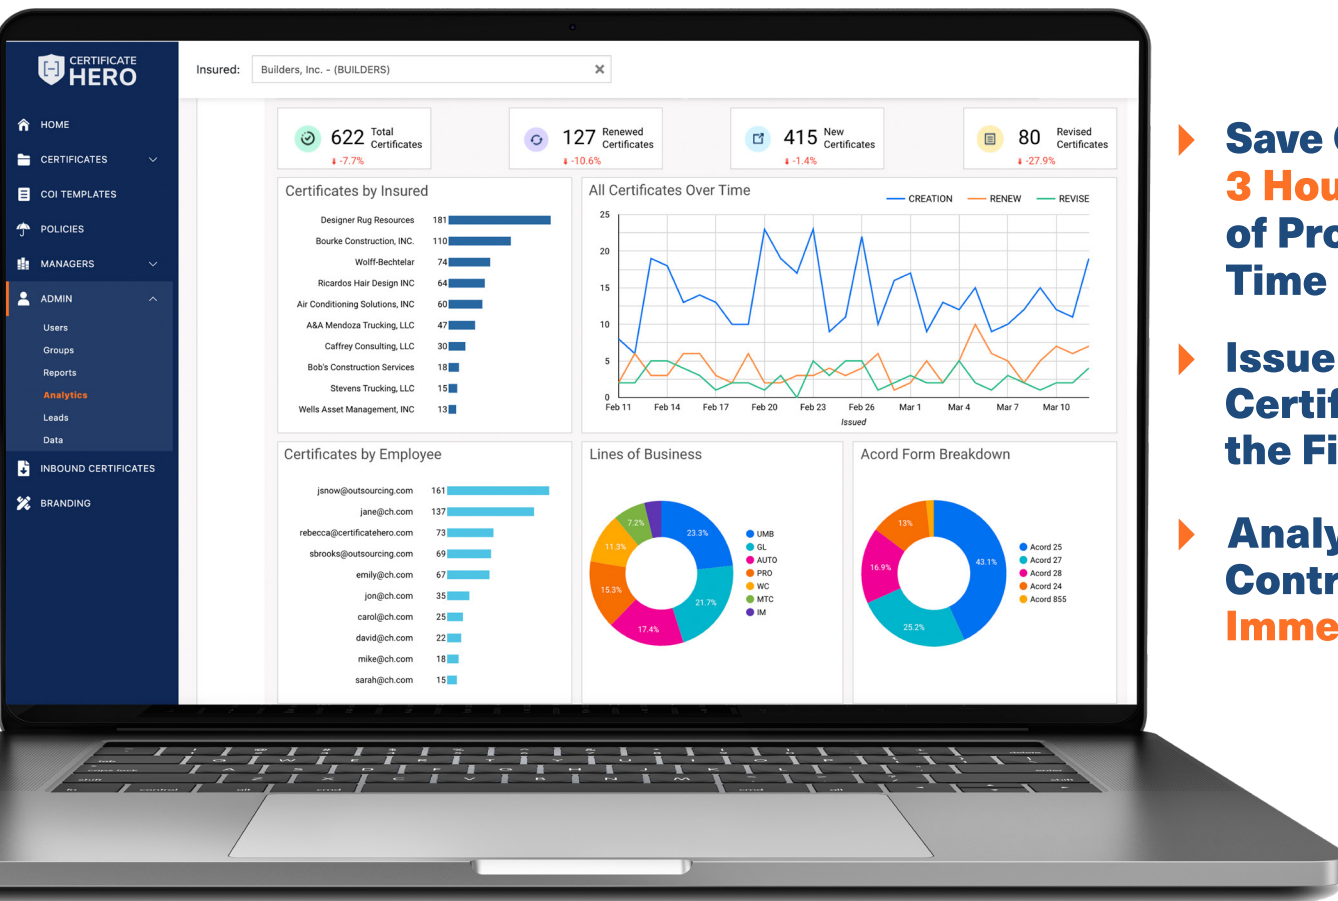 CERTIFICATE
HERO
HOME
CERTIFICATES
COI TEMPLATES
POLICIES
MANAGERS
ADMIN
Users
Groups
Reports
Analytics
Leads
Data
INBOUND CERTIFICATES
BRANDING
Insured: Builders, Inc. - (BUILDERS)
622 Total Certificates
-7.7%
127 Renewed Certificates
-10.6%
415 New Certificates
-1.4%
80 Revised Certificates
-27.9%
Certificates by Insured
Designer Rug Resources 181
Bourke Construction, INC. 110
Wolff-Bechtelar 74
Ricardos Hair Design INC 64
Air Conditioning Solutions, INC 60
A&A Mendoza Trucking, LLC 47
Caffrey Consulting, LLC 30
Bob's Construction Services 18
Stevens Trucking, LLC 15
Wells Asset Management, INC 13
All Certificates Over Time
CREATION RENEW REVISE
25
20
15
10
5
0
Feb 11 Feb 14 Feb 17 Feb 20 Feb 23 Feb 26 Mar 1 Mar 4 Mar 7 Mar 10
Issued
Certificates by Employee
jsnow@outsourcing.com 161
jane@ch.com 137
rebecca@certificatehero.com 73
sbrooks@outsourcing.com 69
emily@ch.com 67
jon@ch.com 35
carol@ch.com 25
david@ch.com 22
mike@ch.com 18
sarah@ch.com 15
Lines of Business
23.3%
21.7%
17.4%
15.3%
11.3%
7.2%
UMB
GL
AUTO
PRO
WC
MTC
IM
Acord Form Breakdown
43.1%
25.2%
16.9%
13%
Acord 25
Acord 27
Acord 28
Acord 24
Acord 855
Save
3 Hou
of Pro
Time
Issue
Certif
the Fi
Analy
Contr
Imme